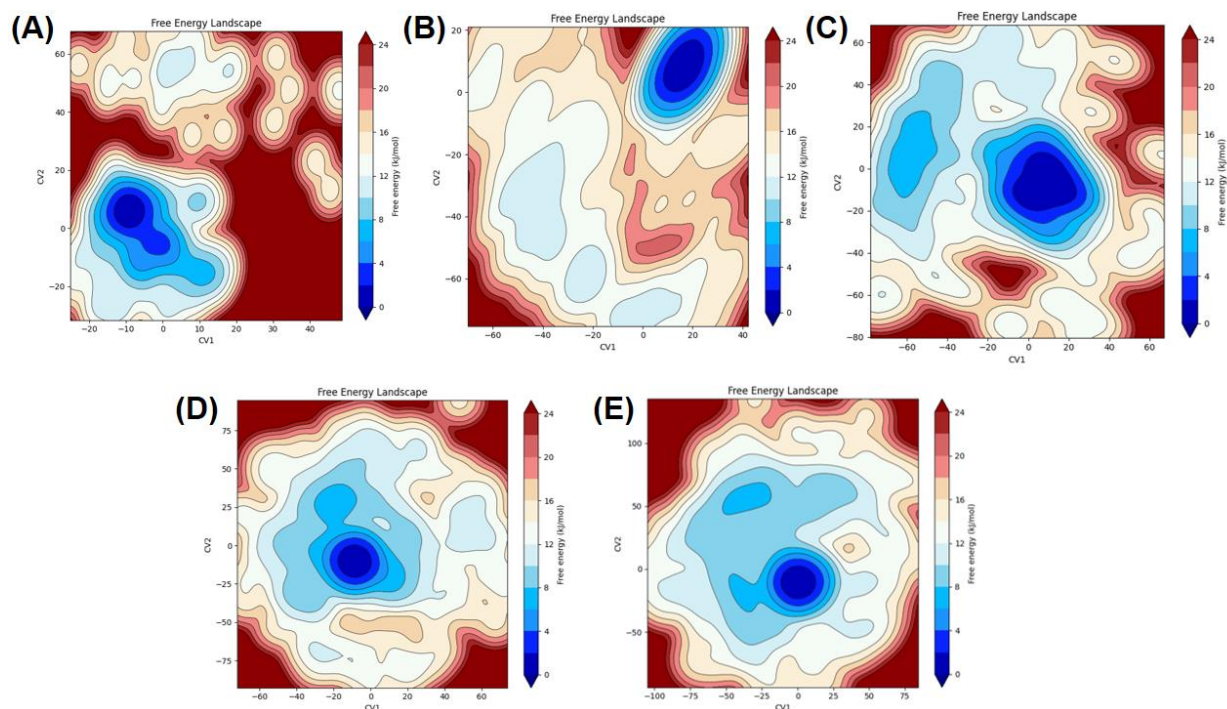 (A)
Free Energy Landscape
60
40
20
0
−20
CV2
−20 −10 0 10 20 30 40
CV1
24
20
16
12
8
4
0
Free energy (kJ/mol)
(B)
Free Energy Landscape
20
0
−20
−40
−60
CV2
−60 −40 −20 0 20 40
CV1
24
20
16
12
8
4
0
Free energy (kJ/mol)
(C)
Free Energy Landscape
60
40
20
0
−20
−40
−60
−80
CV2
−60 −40 −20 0 20 40 60
CV1
24
20
16
12
8
4
0
Free energy (kJ/mol)
(D)
Free Energy Landscape
75
50
25
0
−25
−50
−75
CV2
−60 −40 −20 0 20 40 60
CV1
24
20
16
12
8
4
0
Free energy (kJ/mol)
(E)
Free Energy Landscape
100
50
0
−50
CV2
−100 −75 −50 −25 0 25 50 75
CV1
24
20
16
12
8
4
0
Free energy (kJ/mol)